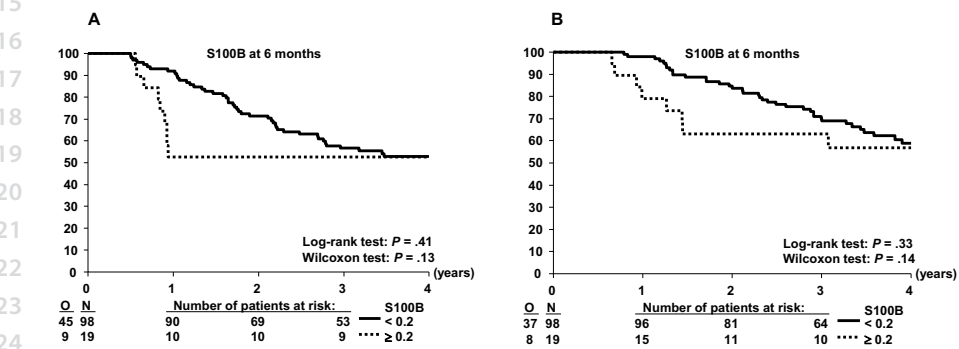 15
16
17
18
19
20
21
22
23
24
A
S100B at 6 months
100
90
80
70
60
50
40
30
20
10
0
Log-rank test: P = .41
Wilcoxon test: P = .13
0 1 2 3 4 (years)
O N Number of patients at risk: S100B
45 98 90 69 53 < 0.2
9 19 10 10 9 ≥ 0.2
B
S100B at 6 months
100
90
80
70
60
50
40
30
20
10
0
Log-rank test: P = .33
Wilcoxon test: P = .14
0 1 2 3 4 (years)
O N Number of patients at risk: S100B
37 98 96 81 64 < 0.2
8 19 15 11 10 ≥ 0.2